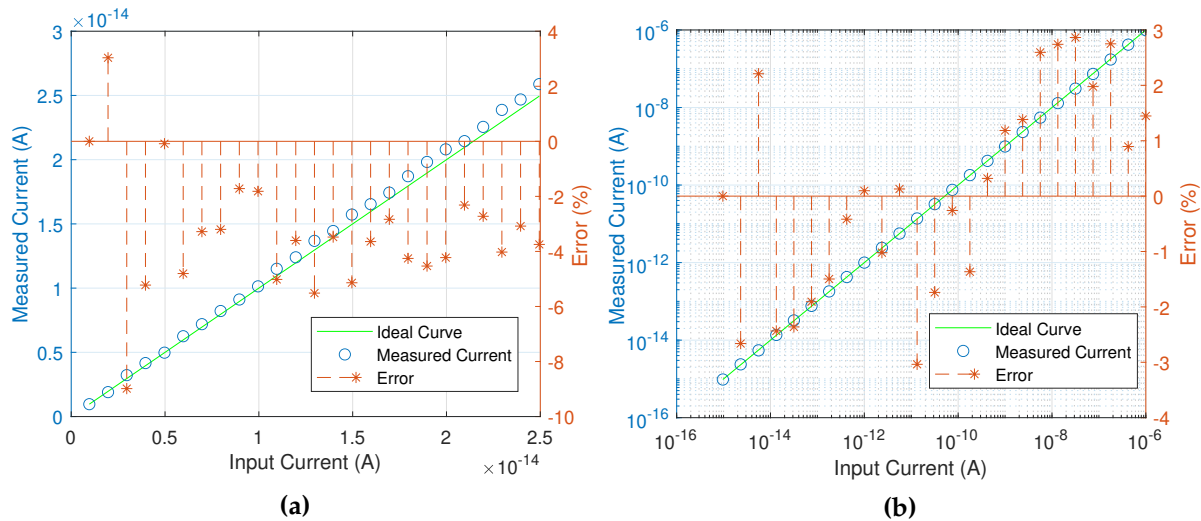 ×10^-14
3
2.5
2
1.5
1
0.5
0
Measured Current (A)
4
2
0
-2
-4
-6
-8
-10
Error (%)
Ideal Curve
Measured Current
Error
0 0.5 1 1.5 2 2.5
Input Current (A)
×10^-14
(a)
10^-6
10^-8
10^-10
10^-12
10^-14
10^-16
Measured Current (A)
3
2
1
0
-1
-2
-3
-4
Error (%)
Ideal Curve
Measured Current
Error
10^-16 10^-14 10^-12 10^-10 10^-8 10^-6
Input Current (A)
(b)